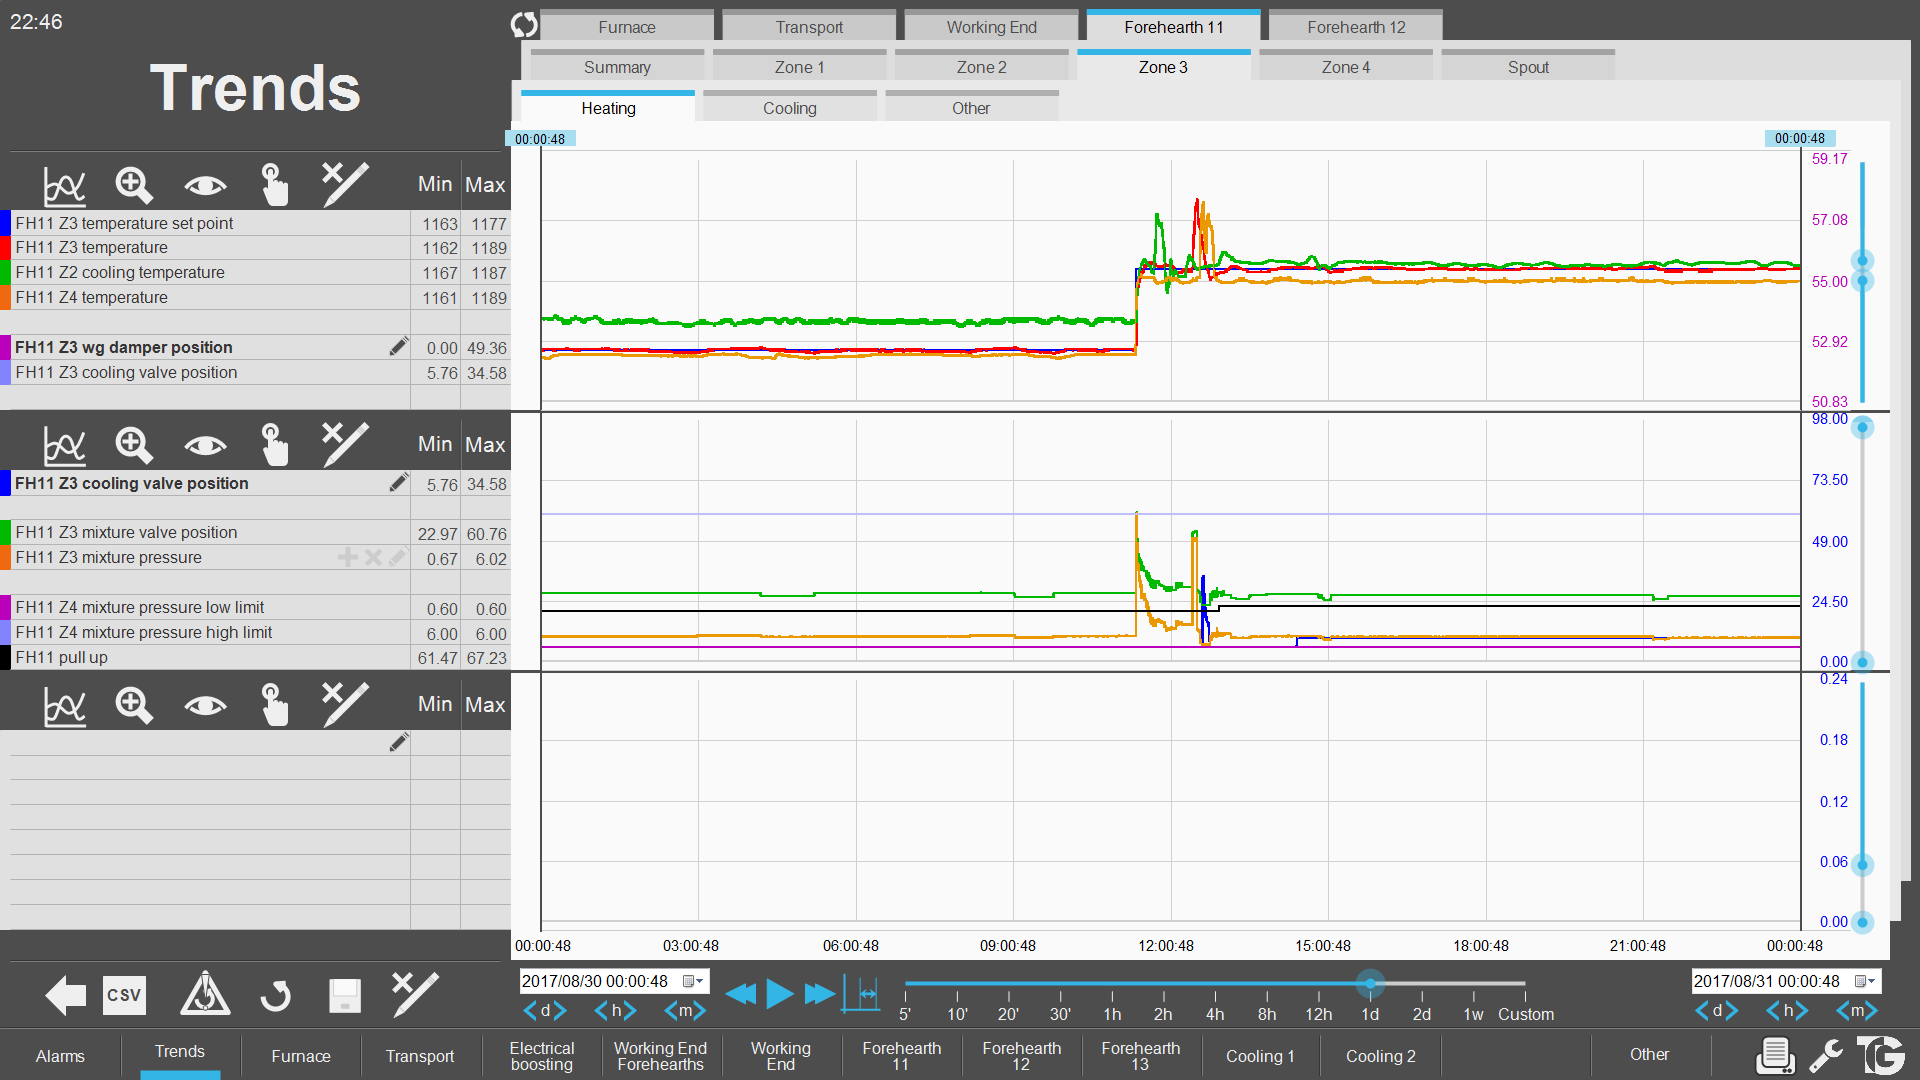 22:46
Trends
Furnace Transport Working End Forehearth 11 Forehearth 12
Summary Zone 1 Zone 2 Zone 3 Zone 4 Spout
Heating Cooling Other
00:00:48 00:00:48
Min Max
FH11 Z3 temperature set point 1163 1177
FH11 Z3 temperature 1162 1189
FH11 Z2 cooling temperature 1167 1187
FH11 Z4 temperature 1161 1189
FH11 Z3 wg damper position 0.00 49.36
FH11 Z3 cooling valve position 5.76 34.58
59.17
57.08
55.00
52.92
50.83
Min Max
FH11 Z3 cooling valve position 5.76 34.58
FH11 Z3 mixture valve position 22.97 60.76
FH11 Z3 mixture pressure 0.67 6.02
FH11 Z4 mixture pressure low limit 0.60 0.60
FH11 Z4 mixture pressure high limit 6.00 6.00
FH11 pull up 61.47 67.23
98.00
73.50
49.00
24.50
0.00
Min Max
0.24
0.18
0.12
0.06
0.00
00:00:48 03:00:48 06:00:48 09:00:48 12:00:48 15:00:48 18:00:48 21:00:48 00:00:48
CSV
2017/08/30 00:00:48
d h m
5' 10' 20' 30' 1h 2h 4h 8h 12h 1d 2d 1w Custom
2017/08/31 00:00:48
d h m
Alarms
Trends
Furnace
Transport
Electrical
boosting
Working End
Forehearths
Working
End
Forehearth
11
Forehearth
12
Forehearth
13
Cooling 1
Cooling 2
Other
TG